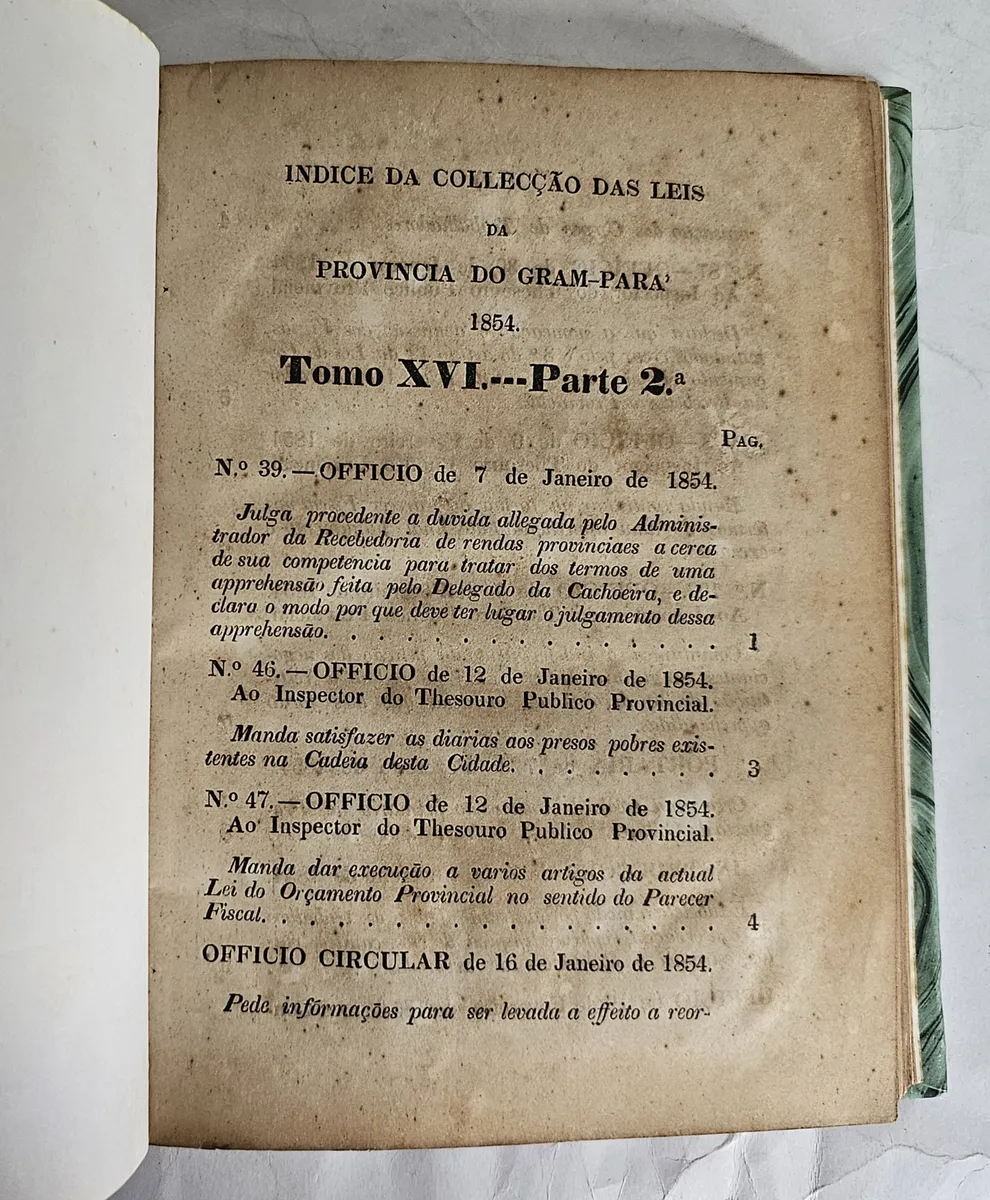 INDICE DA COLLECÇÃO DAS LEIS
DA
PROVINCIA DO GRAM-PARA'
1854.
Tomo XVI.---Parte 2.ª
PAG.
N.º 39.—OFFICIO de 7 de Janeiro de 1854.
Julga procedente a duvida allegada pelo Adminis-
trador da Recebedoria de rendas provinciaes a cerca
de sua competencia para tratar dos termos de uma
apprehensão feita pelo Delegado da Cachoeira, e de-
clara o modo por que deve ter lugar o julgamento dessa
apprehensão. . . . . . . . . . . . . . . 1
N.º 46.—OFFICIO de 12 de Janeiro de 1854.
Ao Inspector do Thesouro Publico Provincial.
Manda satisfazer as diarias aos presos pobres exis-
tentes na Cadeia desta Cidade. . . . . . . . 3
N.º 47.—OFFICIO de 12 de Janeiro de 1854.
Ao Inspector do Thesouro Publico Provincial.
Manda dar execução a varios artigos da actual
Lei do Orçamento Provincial no sentido do Parecer
Fiscal. . . . . . . . . . . . . . . . . 4
OFFICIO CIRCULAR de 16 de Janeiro de 1854.
Pede informações para ser levada a effeito a reor-